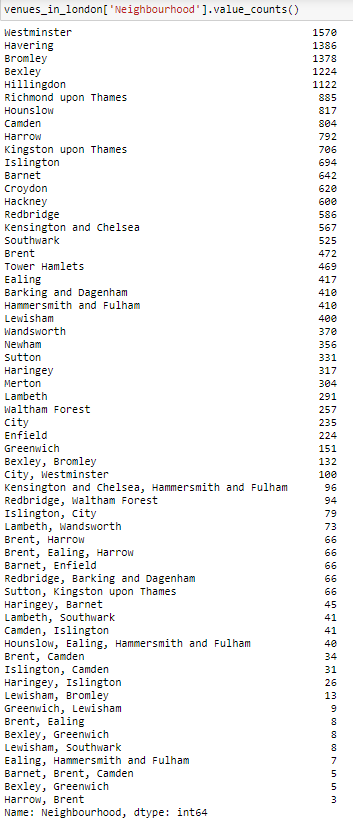 venues_in_london['Neighbourhood'].value_counts()
Westminster 1570
Havering 1386
Bromley 1378
Bexley 1224
Hillingdon 1122
Richmond upon Thames 885
Hounslow 817
Camden 804
Harrow 792
Kingston upon Thames 706
Islington 694
Barnet 642
Croydon 620
Hackney 600
Redbridge 586
Kensington and Chelsea 567
Southwark 525
Brent 472
Tower Hamlets 469
Ealing 417
Barking and Dagenham 410
Hammersmith and Fulham 410
Lewisham 400
Wandsworth 370
Newham 356
Sutton 331
Haringey 317
Merton 304
Lambeth 291
Waltham Forest 257
City 235
Enfield 224
Greenwich 151
Bexley, Bromley 132
City, Westminster 100
Kensington and Chelsea, Hammersmith and Fulham 96
Redbridge, Waltham Forest 94
Islington, City 79
Lambeth, Wandsworth 73
Brent, Harrow 66
Brent, Ealing, Harrow 66
Barnet, Enfield 66
Redbridge, Barking and Dagenham 66
Sutton, Kingston upon Thames 66
Haringey, Barnet 45
Lambeth, Southwark 41
Camden, Islington 41
Hounslow, Ealing, Hammersmith and Fulham 40
Brent, Camden 34
Islington, Camden 31
Haringey, Islington 26
Lewisham, Bromley 13
Greenwich, Lewisham 9
Brent, Ealing 8
Bexley, Greenwich 8
Lewisham, Southwark 8
Ealing, Hammersmith and Fulham 7
Barnet, Brent, Camden 5
Bexley, Greenwich 5
Harrow, Brent 3
Name: Neighbourhood, dtype: int64